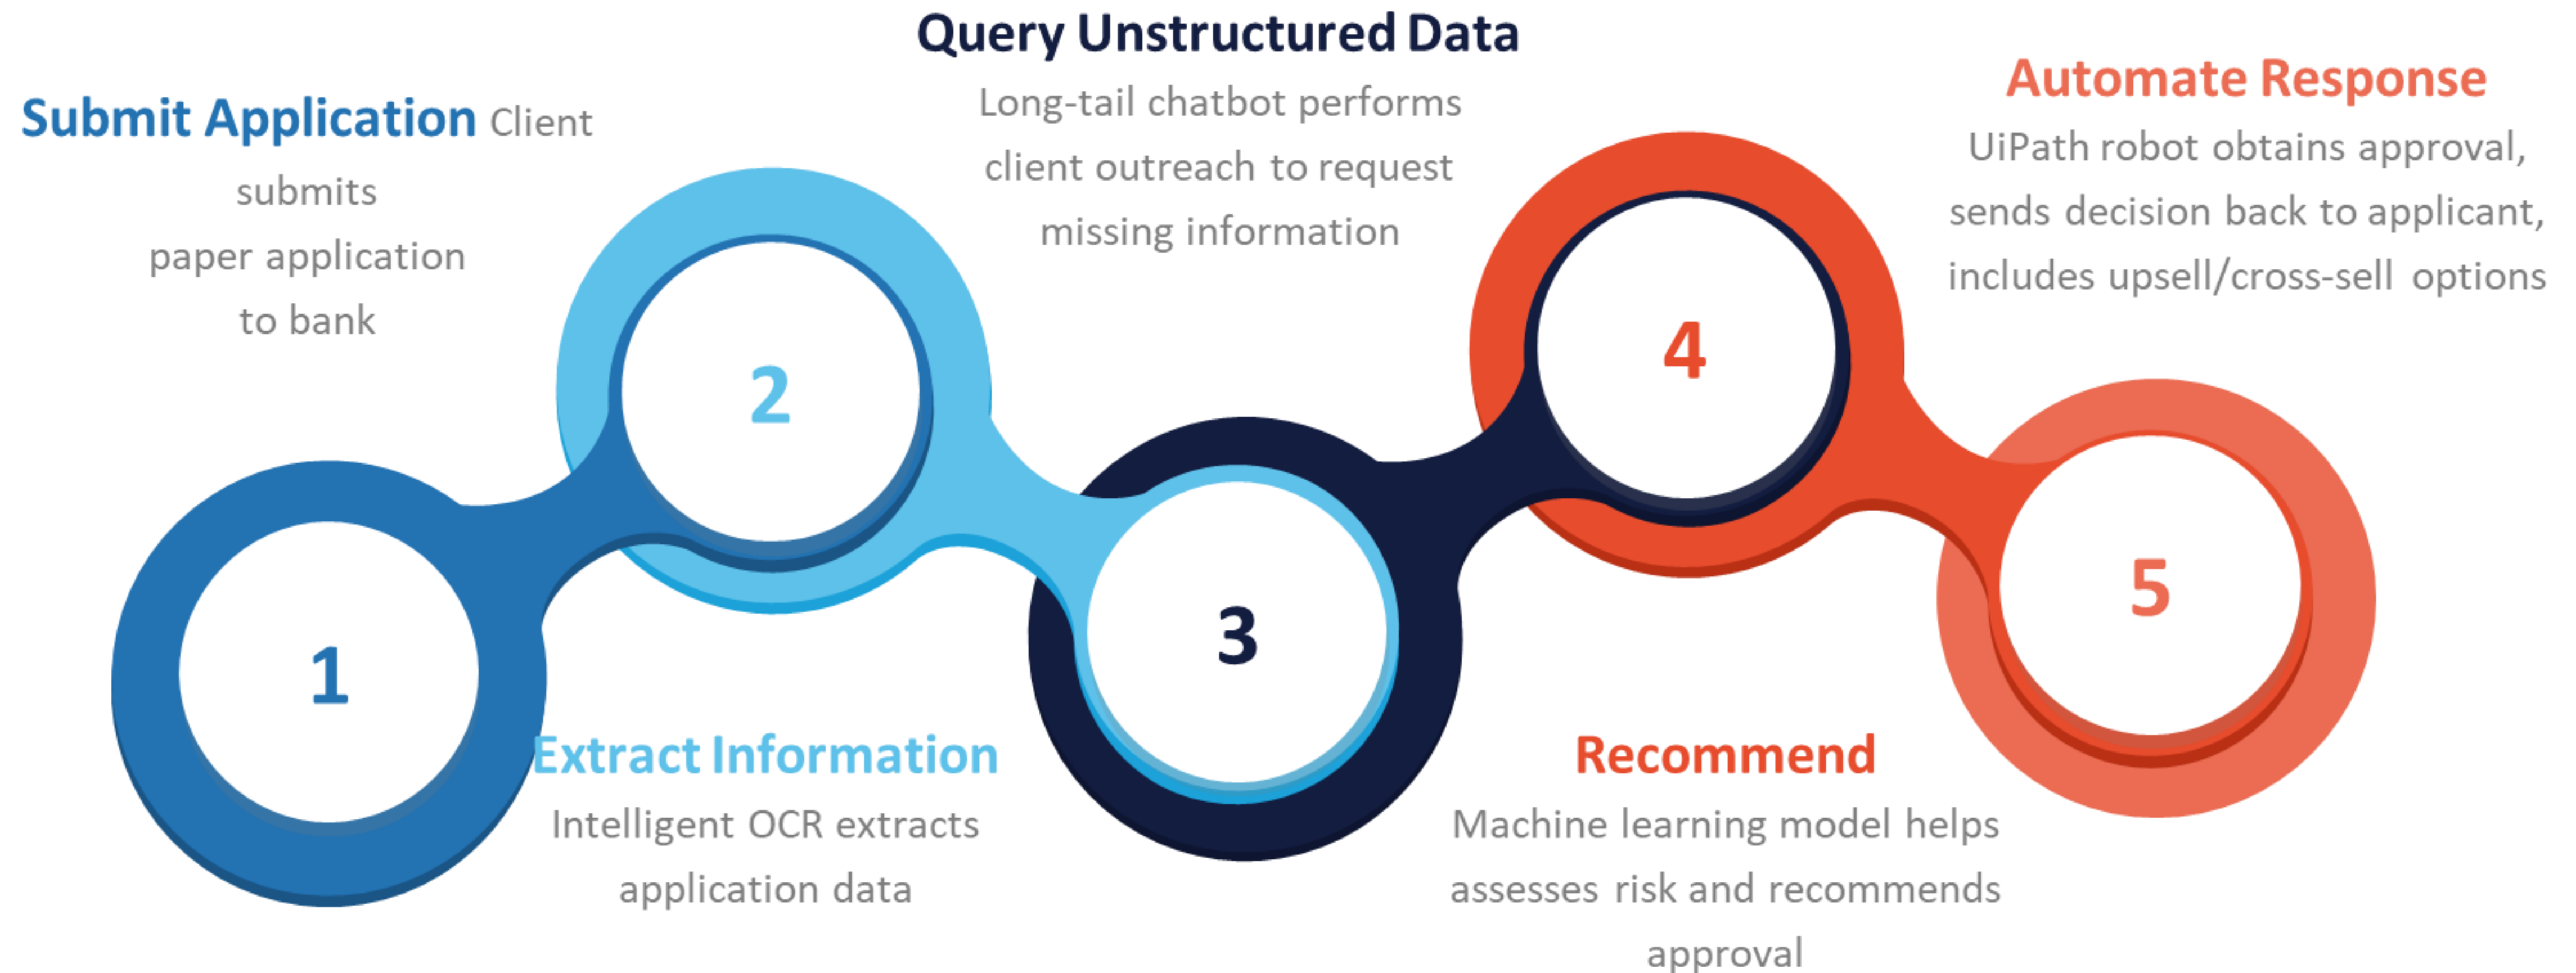 Submit Application Client
submits
paper application
to bank
1
2
Extract Information
Intelligent OCR extracts
application data
Query Unstructured Data
Long-tail chatbot performs
client outreach to request
missing information
3
4
Recommend
Machine learning model helps
assesses risk and recommends
approval
Automate Response
UiPath robot obtains approval,
sends decision back to applicant,
includes upsell/cross-sell options
5